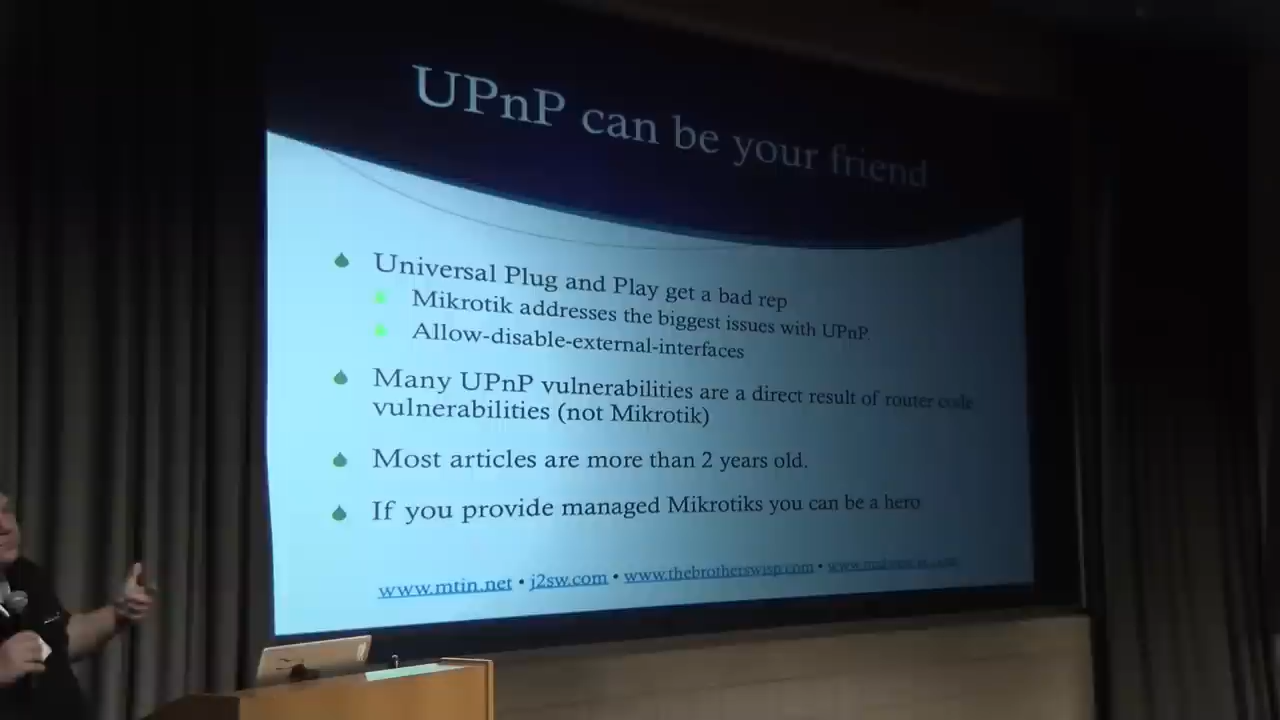 UPnP can be your friend
Universal Plug and Play get a bad rep
Mikrotik addresses the biggest issues with UPnP.
Allow-disable-external-interfaces
Many UPnP vulnerabilities are a direct result of router code
vulnerabilities (not Mikrotik)
Most articles are more than 2 years old.
If you provide managed Mikrotiks you can be a hero
www.mtin.net • j2sw.com • www.thebrotherswisp.com •